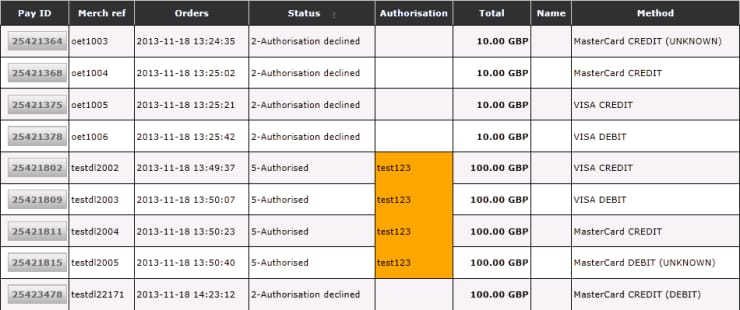 Pay ID Merch ref Orders Status ? Authorisation Total Name Method
25421364 oet1003 2013-11-18 13:24:35 2-Authorisation declined 10.00 GBP MasterCard CREDIT (UNKNOWN)
25421368 oet1004 2013-11-18 13:25:02 2-Authorisation declined 10.00 GBP MasterCard CREDIT
25421375 oet1005 2013-11-18 13:25:21 2-Authorisation declined 10.00 GBP VISA CREDIT
25421378 oet1006 2013-11-18 13:25:42 2-Authorisation declined 10.00 GBP VISA DEBIT
25421802 testdl2002 2013-11-18 13:49:37 5-Authorised test123 100.00 GBP VISA CREDIT
25421809 testdl2003 2013-11-18 13:50:07 5-Authorised test123 100.00 GBP VISA DEBIT
25421811 testdl2004 2013-11-18 13:50:23 5-Authorised test123 100.00 GBP MasterCard CREDIT
25421815 testdl2005 2013-11-18 13:50:40 5-Authorised test123 100.00 GBP MasterCard DEBIT (UNKNOWN)
25423478 testdl22171 2013-11-18 14:23:12 2-Authorisation declined 100.00 GBP MasterCard CREDIT (DEBIT)